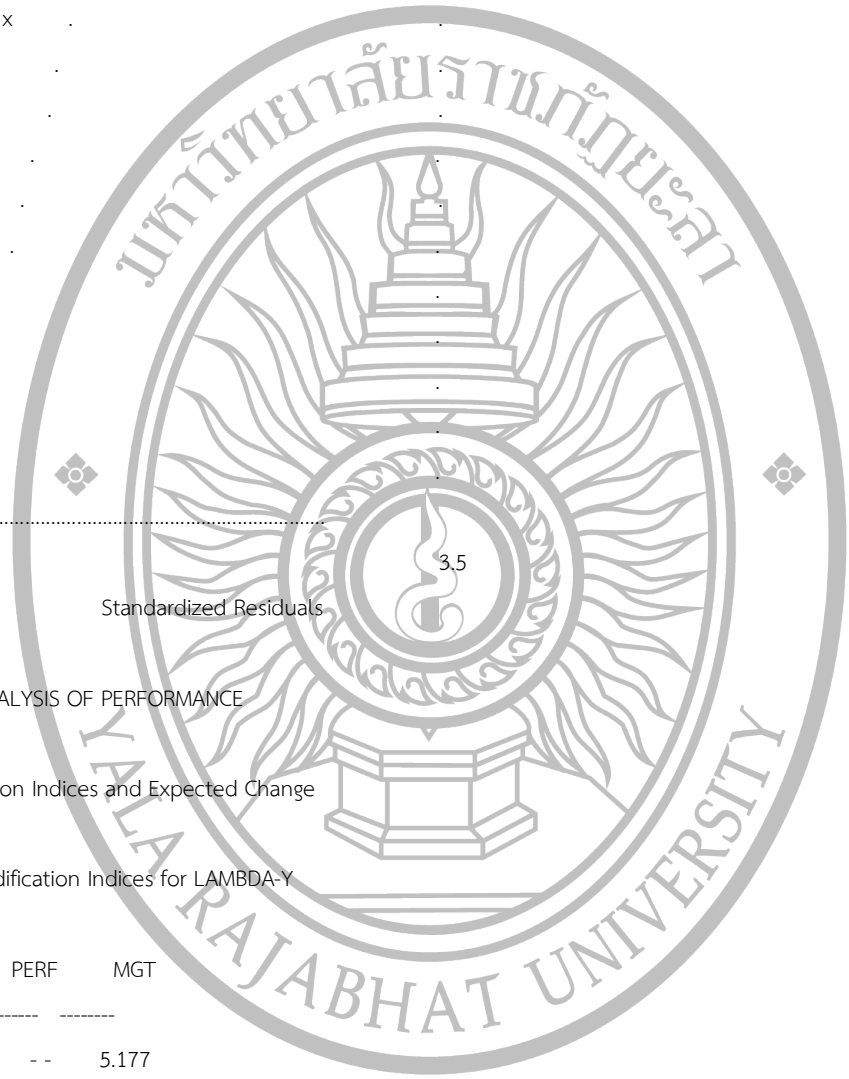 x
มหาวิทยาลัยราชภัฏยะลา
3.5
Standardized Residuals
ALYSIS OF PERFORMANCE
on Indices and Expected Change
dification Indices for LAMBDA-Y
PERF MGT
------ --------
- - 5.177
YALA RAJABHAT UNIVERSITY